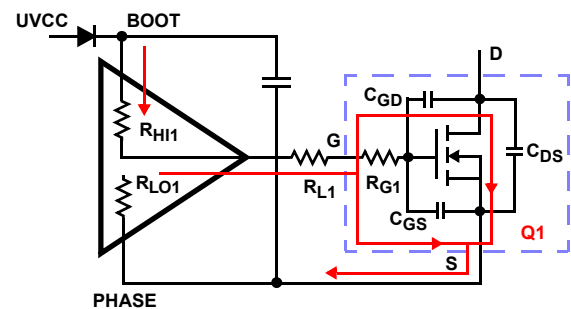 UVCC
BOOT
D
CGD
RHI1
G
CDS
RLO1
RL1
RG1
CGS
Q1
S
PHASE